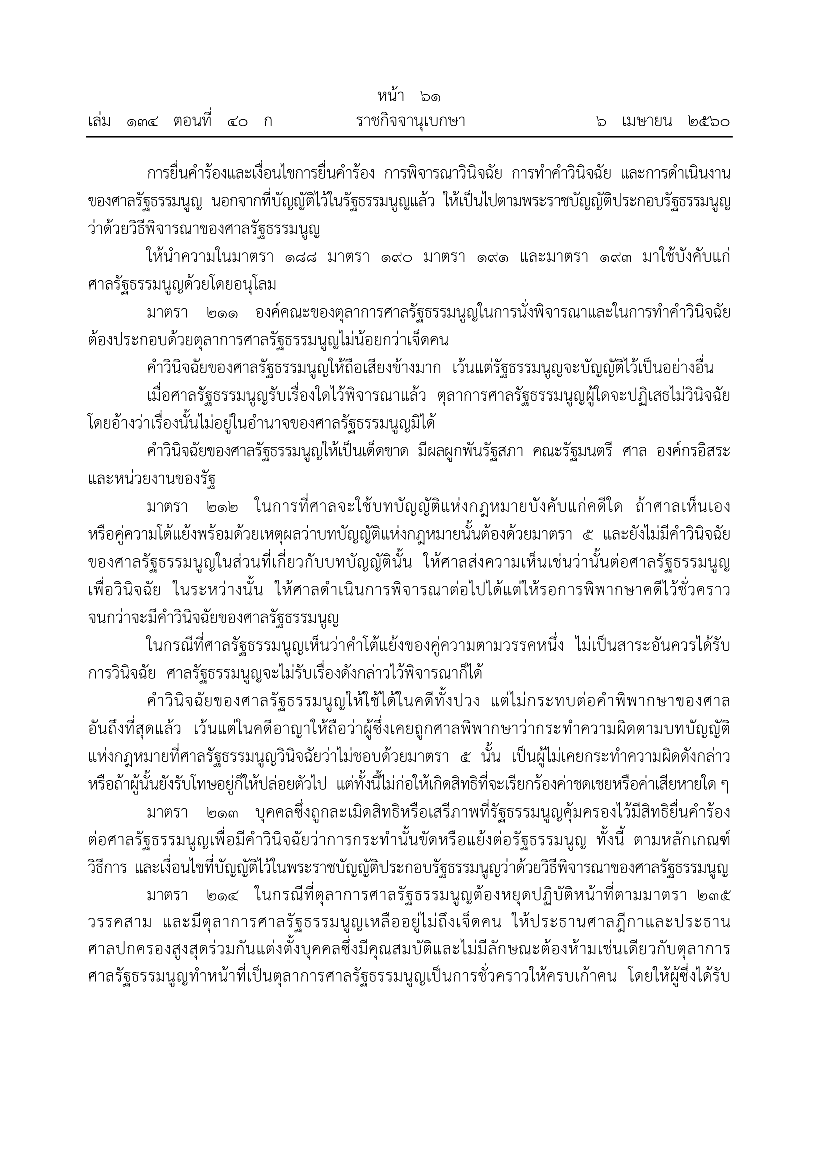 หน้า ๖๑
เล่ม ๑๓๔ ตอนที่ ๔๐ ก ราชกิจจานุเบกษา ๖ เมษายน ๒๕๖๐
การยื่นคำร้องและเงื่อนไขการยื่นคำร้อง การพิจารณาวินิจฉัย การทำคำวินิจฉัย และการดำเนินงาน
ของศาลรัฐธรรมนูญ นอกจากที่บัญญัติไว้ในรัฐธรรมนูญแล้ว ให้เป็นไปตามพระราชบัญญัติประกอบรัฐธรรมนูญ
ว่าด้วยวิธีพิจารณาของศาลรัฐธรรมนูญ
ให้นำความในมาตรา ๑๘๘ มาตรา ๑๙๐ มาตรา ๑๙๑ และมาตรา ๑๙๓ มาใช้บังคับแก่
ศาลรัฐธรรมนูญด้วยโดยอนุโลม
มาตรา ๒๑๑ องค์คณะของตุลาการศาลรัฐธรรมนูญในการนั่งพิจารณาและในการทำคำวินิจฉัย
ต้องประกอบด้วยตุลาการศาลรัฐธรรมนูญไม่น้อยกว่าเจ็ดคน
คำวินิจฉัยของศาลรัฐธรรมนูญให้ถือเสียงข้างมาก เว้นแต่รัฐธรรมนูญจะบัญญัติไว้เป็นอย่างอื่น
เมื่อศาลรัฐธรรมนูญรับเรื่องใดไว้พิจารณาแล้ว ตุลาการศาลรัฐธรรมนูญผู้ใดจะปฏิเสธไม่วินิจฉัย
โดยอ้างว่าเรื่องนั้นไม่อยู่ในอำนาจของศาลรัฐธรรมนูญมิได้
คำวินิจฉัยของศาลรัฐธรรมนูญให้เป็นเด็ดขาด มีผลผูกพันรัฐสภา คณะรัฐมนตรี ศาล องค์กรอิสระ
และหน่วยงานของรัฐ
มาตรา ๒๑๒ ในการที่ศาลจะใช้บทบัญญัติแห่งกฎหมายบังคับแก่คดีใด ถ้าศาลเห็นเอง
หรือคู่ความโต้แย้งพร้อมด้วยเหตุผลว่าบทบัญญัติแห่งกฎหมายนั้นต้องด้วยมาตรา ๕ และยังไม่มีคำวินิจฉัย
ของศาลรัฐธรรมนูญในส่วนที่เกี่ยวกับบทบัญญัตินั้น ให้ศาลส่งความเห็นเช่นว่านั้นต่อศาลรัฐธรรมนูญ
เพื่อวินิจฉัย ในระหว่างนั้น ให้ศาลดำเนินการพิจารณาต่อไปได้แต่ให้รอการพิพากษาคดีไว้ชั่วคราว
จนกว่าจะมีคำวินิจฉัยของศาลรัฐธรรมนูญ
ในกรณีที่ศาลรัฐธรรมนูญเห็นว่าคำโต้แย้งของคู่ความตามวรรคหนึ่ง ไม่เป็นสาระอันควรได้รับ
การวินิจฉัย ศาลรัฐธรรมนูญจะไม่รับเรื่องดังกล่าวไว้พิจารณาก็ได้
คำวินิจฉัยของศาลรัฐธรรมนูญให้ใช้ได้ในคดีทั้งปวง แต่ไม่กระทบต่อคำพิพากษาของศาล
อันถึงที่สุดแล้ว เว้นแต่ในคดีอาญาให้ถือว่าผู้ซึ่งเคยถูกศาลพิพากษาว่ากระทำความผิดตามบทบัญญัติ
แห่งกฎหมายที่ศาลรัฐธรรมนูญวินิจฉัยว่าไม่ชอบด้วยมาตรา ๕ นั้น เป็นผู้ไม่เคยกระทำความผิดดังกล่าว
หรือถ้าผู้นั้นยังรับโทษอยู่ก็ให้ปล่อยตัวไป แต่ทั้งนี้ไม่ก่อให้เกิดสิทธิที่จะเรียกร้องค่าชดเชยหรือค่าเสียหายใด ๆ
มาตรา ๒๑๓ บุคคลซึ่งถูกละเมิดสิทธิหรือเสรีภาพที่รัฐธรรมนูญคุ้มครองไว้มีสิทธิยื่นคำร้อง
ต่อศาลรัฐธรรมนูญเพื่อมีคำวินิจฉัยว่าการกระทำนั้นขัดหรือแย้งต่อรัฐธรรมนูญ ทั้งนี้ ตามหลักเกณฑ์
วิธีการ และเงื่อนไขที่บัญญัติไว้ในพระราชบัญญัติประกอบรัฐธรรมนูญว่าด้วยวิธีพิจารณาของศาลรัฐธรรมนูญ
มาตรา ๒๑๔ ในกรณีที่ตุลาการศาลรัฐธรรมนูญต้องหยุดปฏิบัติหน้าที่ตามมาตรา ๒๓๕
วรรคสาม และมีตุลาการศาลรัฐธรรมนูญเหลืออยู่ไม่ถึงเจ็ดคน ให้ประธานศาลฎีกาและประธาน
ศาลปกครองสูงสุดร่วมกันแต่งตั้งบุคคลซึ่งมีคุณสมบัติและไม่มีลักษณะต้องห้ามเช่นเดียวกับตุลาการ
ศาลรัฐธรรมนูญทำหน้าที่เป็นตุลาการศาลรัฐธรรมนูญเป็นการชั่วคราวให้ครบเก้าคน โดยให้ผู้ซึ่งได้รับ